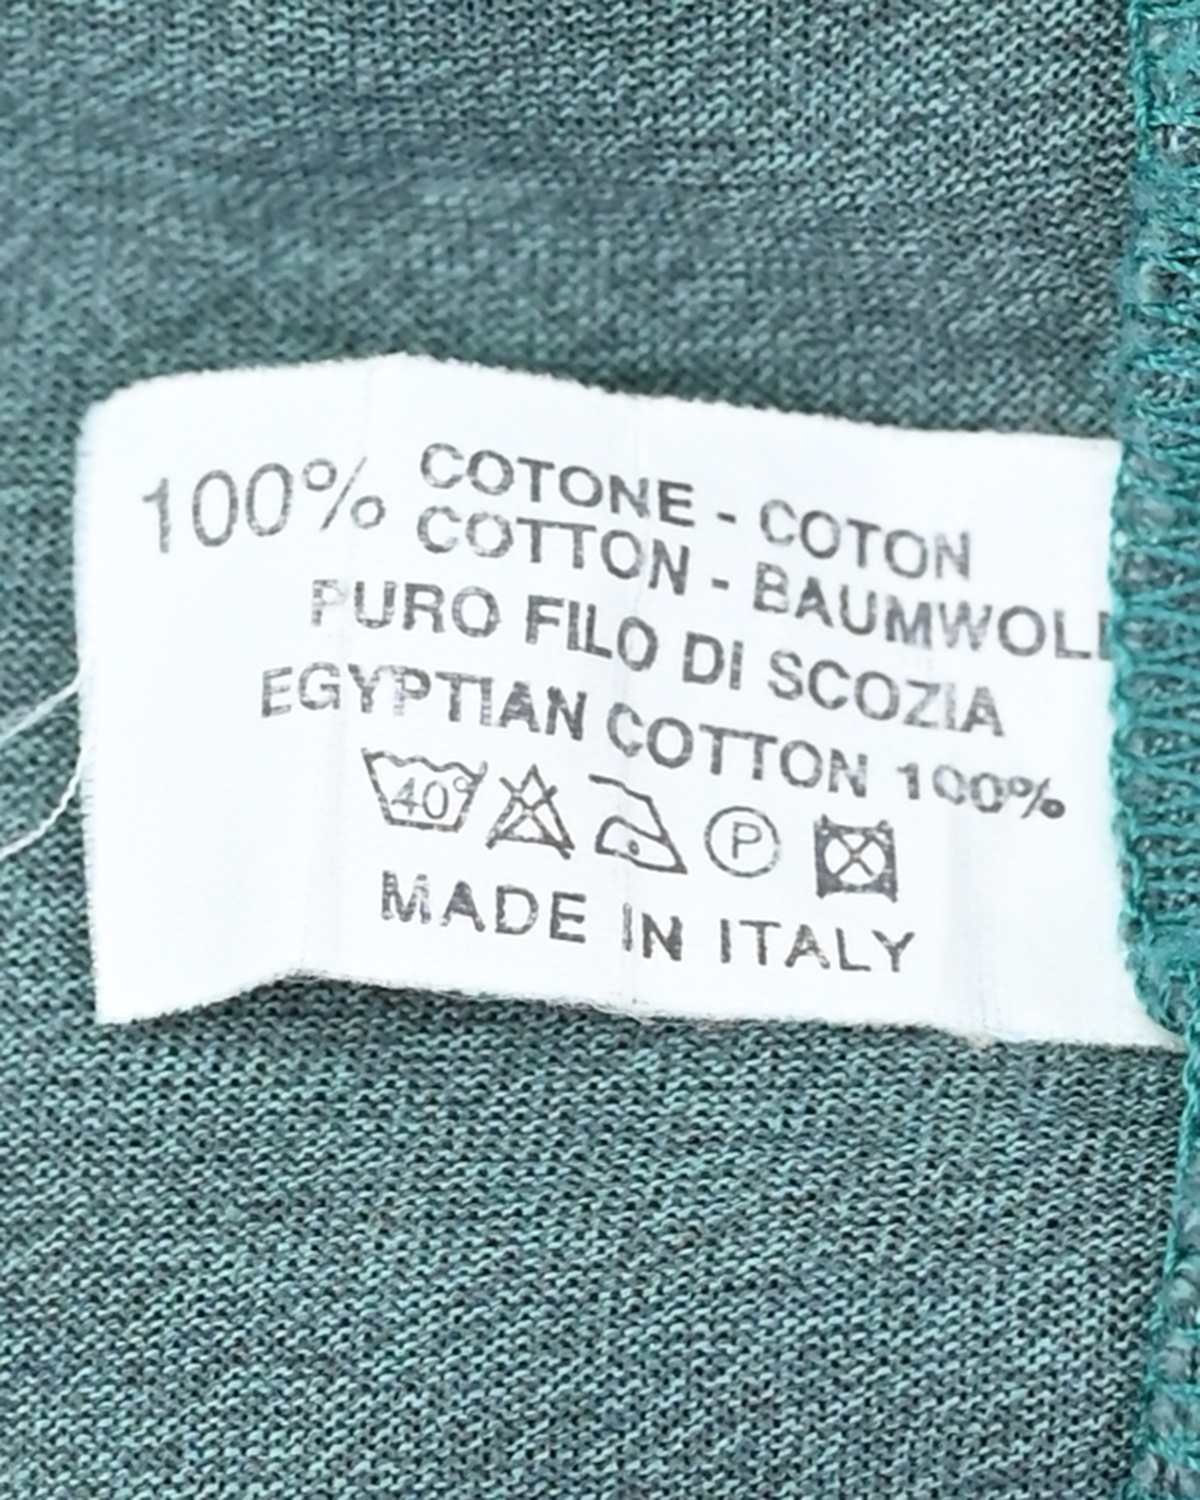 100% COTONE - COTON
COTTON - BAUMWOLL
PURO FILO DI SCOZIA
EGYPTIAN COTTON 100%
40° P
MADE IN ITALY